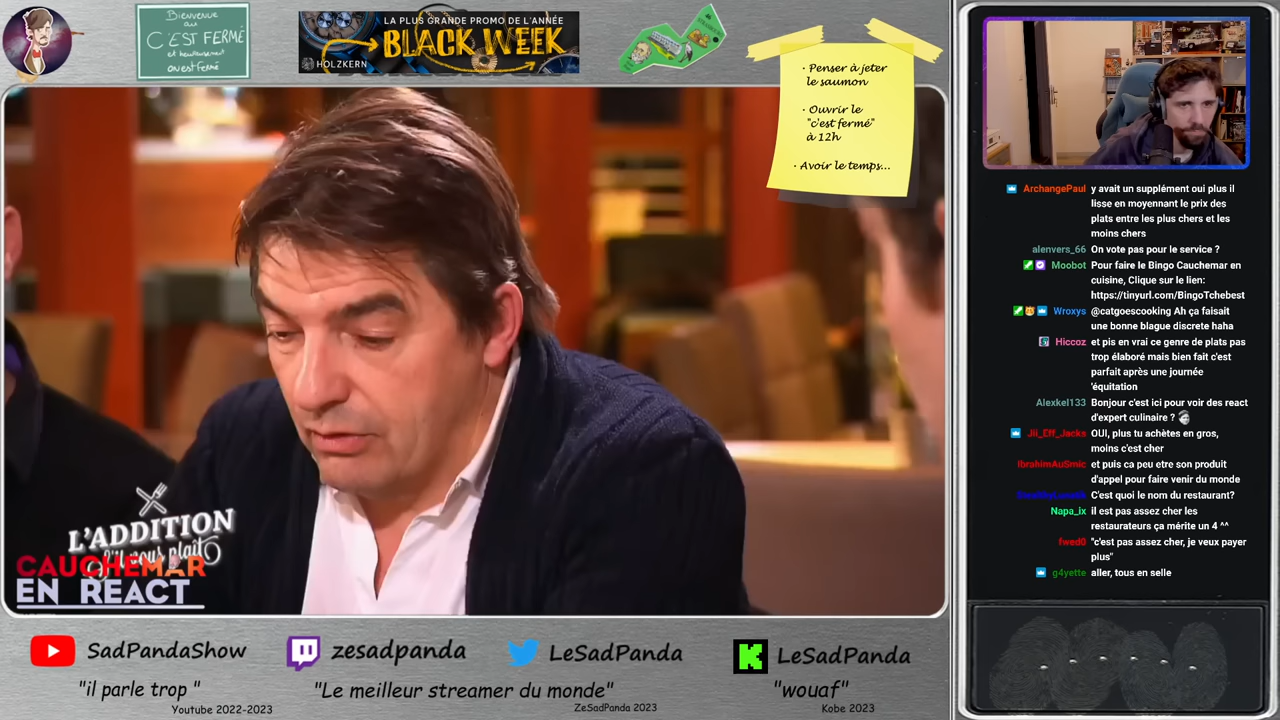 Bienvenue
au
C'EST FERMÉ
et heureusement
on est fermé
LA PLUS GRANDE PROMO DE L'ANNÉE
BLACK WEEK
HOLZKERN
· Penser à jeter
le saumon
· Ouvrir le
"c'est fermé"
à 12h
· Avoir le temps...
L'ADDITION
s'il vous plaît
CAUCHEMAR
EN REACT
ArchangePaul y avait un supplément oui plus il
lisse en moyennant le prix des
plats entre les plus chers et les
moins chers
alenvers_66 On vote pas pour le service ?
Moobot Pour faire le Bingo Cauchemar en
cuisine, Clique sur le lien:
https://tinyurl.com/BingoTchebest
Wroxys @catgoescooking Ah ça faisait
une bonne blague discrete haha
Hiccoz et pis en vrai ce genre de plats pas
trop élaboré mais bien fait c'est
parfait après une journée
'équitation
Alexkel133 Bonjour c'est ici pour voir des react
d'expert culinaire ?
Jii_Eff_Jacks OUI, plus tu achètes en gros,
moins c'est cher
IbrahimAuSmic et puis ca peu etre son produit
d'appel pour faire venir du monde
C'est quoi le nom du restaurant?
Napa_ix il est pas assez cher les
restaurateurs ça mérite un 4 ^^
fwed0 "c'est pas assez cher, je veux payer
plus"
g4yette aller, tous en selle
SadPandaShow
zesadpanda
LeSadPanda
LeSadPanda
"il parle trop "
Youtube 2022-2023
"Le meilleur streamer du monde"
ZeSadPanda 2023
"wouaf"
Kobe 2023